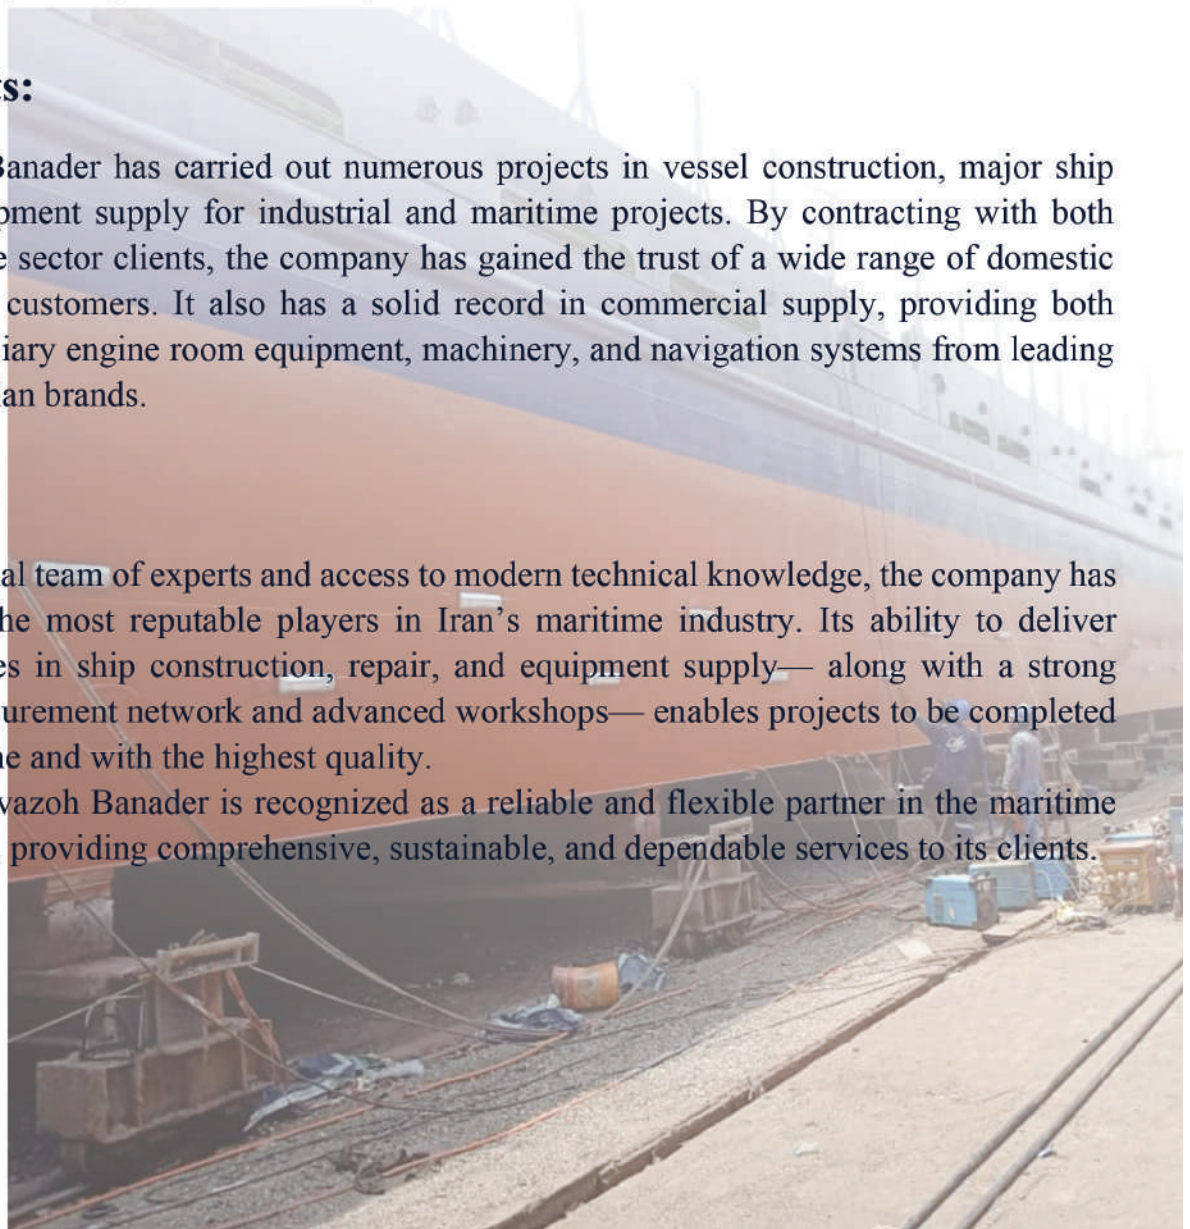 ts:
Banader has carried out numerous projects in vessel construction, major ship
pment supply for industrial and maritime projects. By contracting with both
e sector clients, the company has gained the trust of a wide range of domestic
customers. It also has a solid record in commercial supply, providing both
iary engine room equipment, machinery, and navigation systems from leading
an brands.
al team of experts and access to modern technical knowledge, the company has
he most reputable players in Iran’s maritime industry. Its ability to deliver
es in ship construction, repair, and equipment supply— along with a strong
urement network and advanced workshops— enables projects to be completed
ne and with the highest quality.
vazoh Banader is recognized as a reliable and flexible partner in the maritime
providing comprehensive, sustainable, and dependable services to its clients.